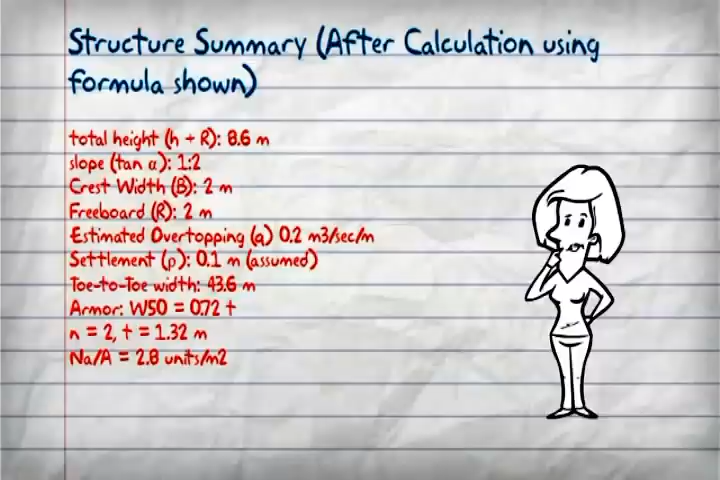 Structure Summary (After Calculation using
formula shown)
total height (h + R): 8.6 m
slope (tan α): 1:2
Crest Width (B): 2 m
Freeboard (R): 2 m
Estimated Overtopping (q) 0.2 m3/sec/m
Settlement (ρ): 0.1 m (assumed)
Toe-to-Toe width: 43.6 m
Armor: W50 = 0.72 t
n = 2, t = 1.32 m
Na/A = 2.8 units/m2